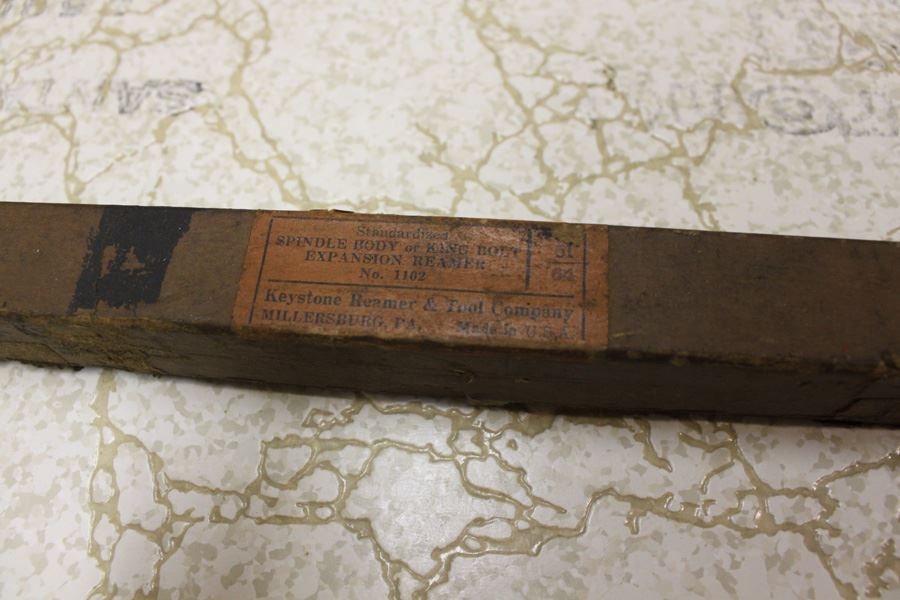 Standardized
SPINDLE BODY or KING BOLT
EXPANSION REAMER
No. 1102
51
64
Keystone Reamer & Tool Company
MILLERSBURG, PA. Made in U.S.A.